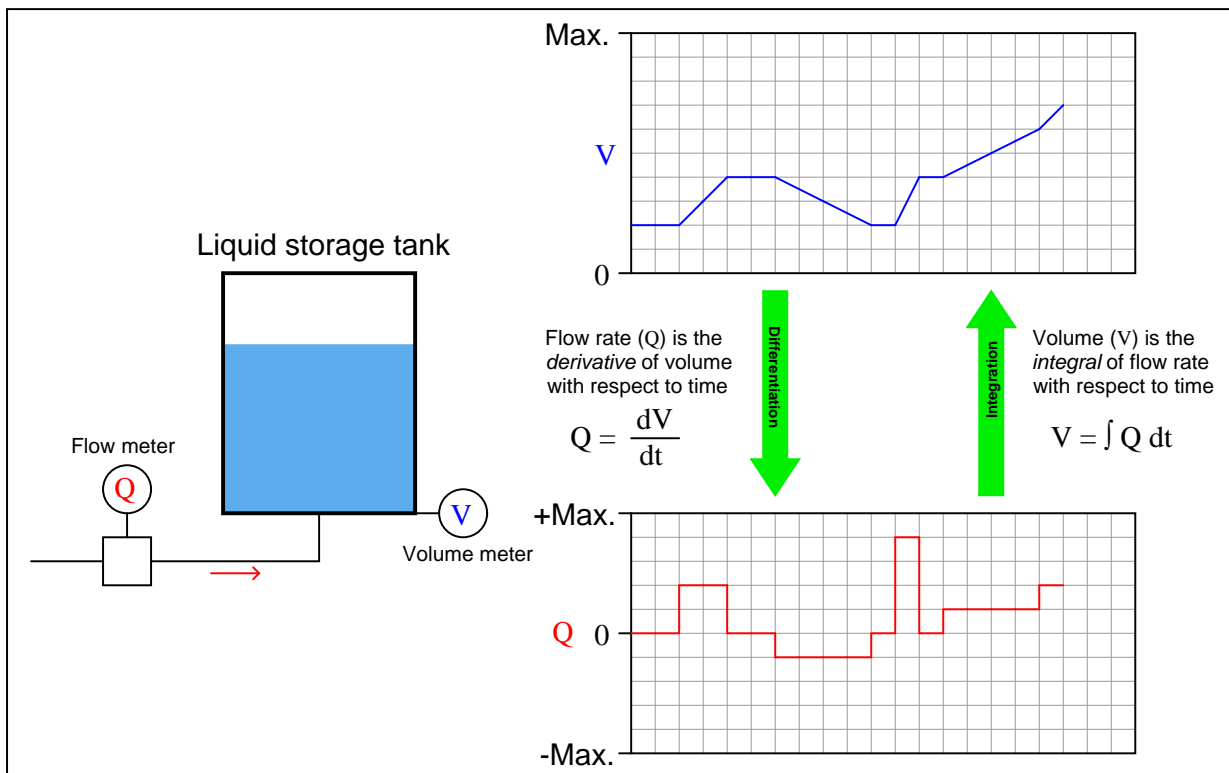 Max.
V
0
Liquid storage tank
Flow meter
Q
V
Volume meter
Flow rate (Q) is the
derivative of volume
with respect to time
Q = dV
dt
Differentiation
Integration
Volume (V) is the
integral of flow rate
with respect to time
V = ∫ Q dt
+Max.
Q
0
-Max.